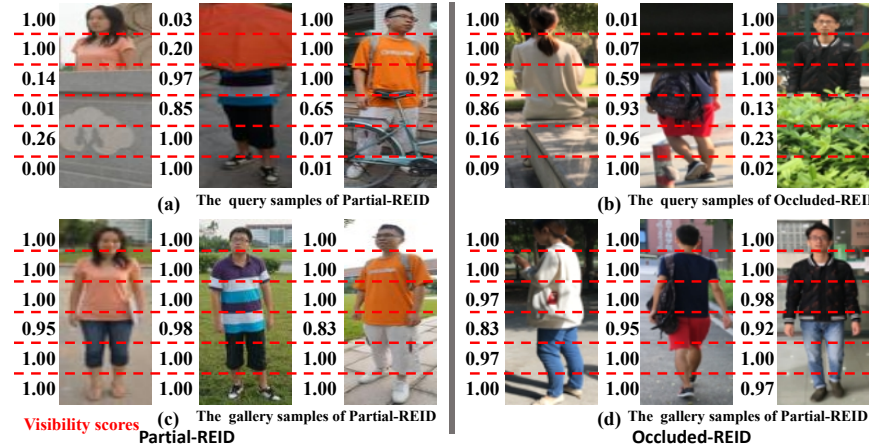 1.00 0.03 1.00
1.00 0.20 1.00
0.14 0.97 1.00
0.01 0.85 0.65
0.26 1.00 0.07
0.00 1.00 0.01
(a) The query samples of Partial-REID
1.00 0.01 1.00
1.00 0.07 1.00
0.92 0.59 1.00
0.86 0.93 0.13
0.16 0.96 0.23
0.09 1.00 0.02
(b) The query samples of Occluded-REID
1.00 1.00 1.00
1.00 1.00 1.00
1.00 1.00 1.00
0.95 0.98 0.83
1.00 1.00 1.00
1.00 1.00 1.00
Visibility scores (c) The gallery samples of Partial-REID
Partial-REID
1.00 1.00 1.00
1.00 1.00 1.00
0.97 1.00 0.98
0.83 0.95 0.92
0.97 1.00 1.00
1.00 1.00 0.97
(d) The gallery samples of Partial-REID
Occluded-REID